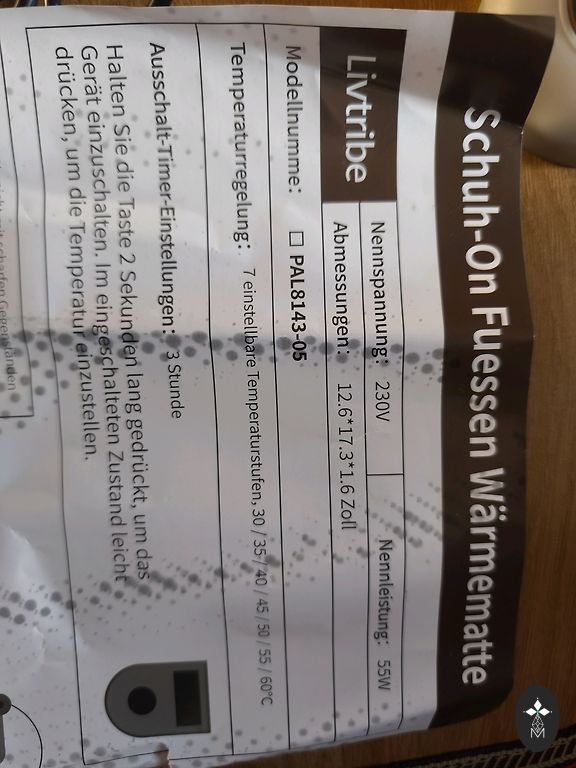 Schuh-On Fuessen Wärmematte
Livtribe
Nennspannung: 230V
Nennleistung: 55W
Abmessungen: 12.6*17.3*1.6 Zoll
Modellnumme: ☐ PAL8143-05
Temperaturregelung: 7 einstellbare Temperaturstufen, 30 / 35 / 40 / 45 / 50 / 55 / 60°C
Ausschalt-Timer-Einstellungen: 3 Stunde
Halten Sie die Taste 2 Sekunden lang gedrückt, um das
Gerät einzuschalten. Im eingeschalteten Zustand leicht
drücken, um die Temperatur einzustellen.
scharfen Gegenständen